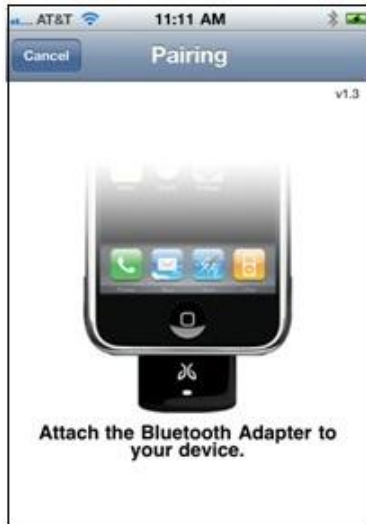 AT&T 11:11 AM
Cancel Pairing
v1.3
Attach the Bluetooth Adapter to
your device.